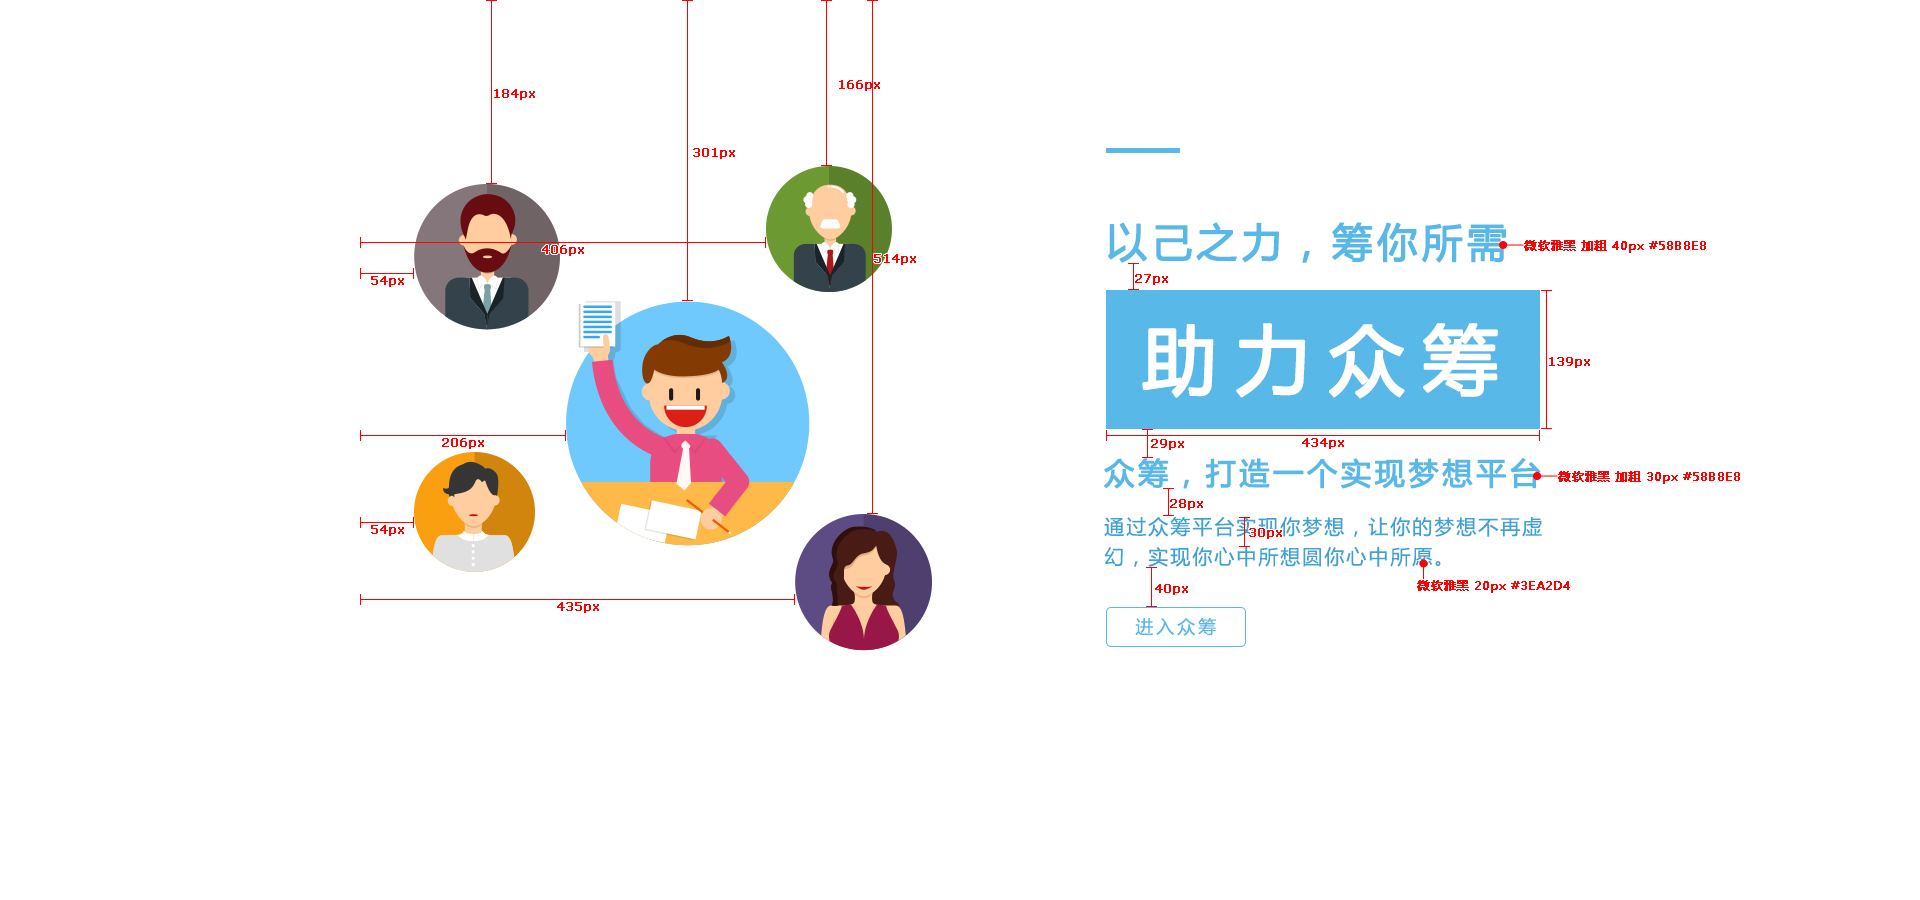 184px
166px
301px
406px
514px
54px
206px
54px
435px
以己之力，筹你所需
微软雅黑 加粗 40px #58B8E8
27px
助力众筹
139px
434px
29px
众筹，打造一个实现梦想平台
微软雅黑 加粗 30px #58B8E8
28px
通过众筹平台实现你梦想，让你的梦想不再虚
30px
幻，实现你心中所想圆你心中所愿。
微软雅黑 20px #3EA2D4
40px
进入众筹